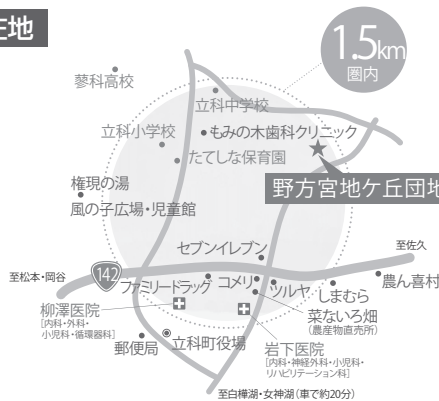 在地
1.5km
圏内
蓼科高校
立科中学校
立科小学校
もみの木歯科クリニック
たてしな保育園
野方宮地ケ丘団地
権現の湯
風の子広場・児童館
セブンイレブン
至佐久
142
至松本・岡谷
ファミリードラッグ
コメリ
ツルヤ
しまむら
農ん喜村
菜ないろ畑
(農産物直売所)
柳澤医院
[内科・外科・
小児科・循環器科]
郵便局
立科町役場
岩下医院
[内科・神経外科・小児科・
リハビリテーション科]
至白樺湖・女神湖(車で約20分)